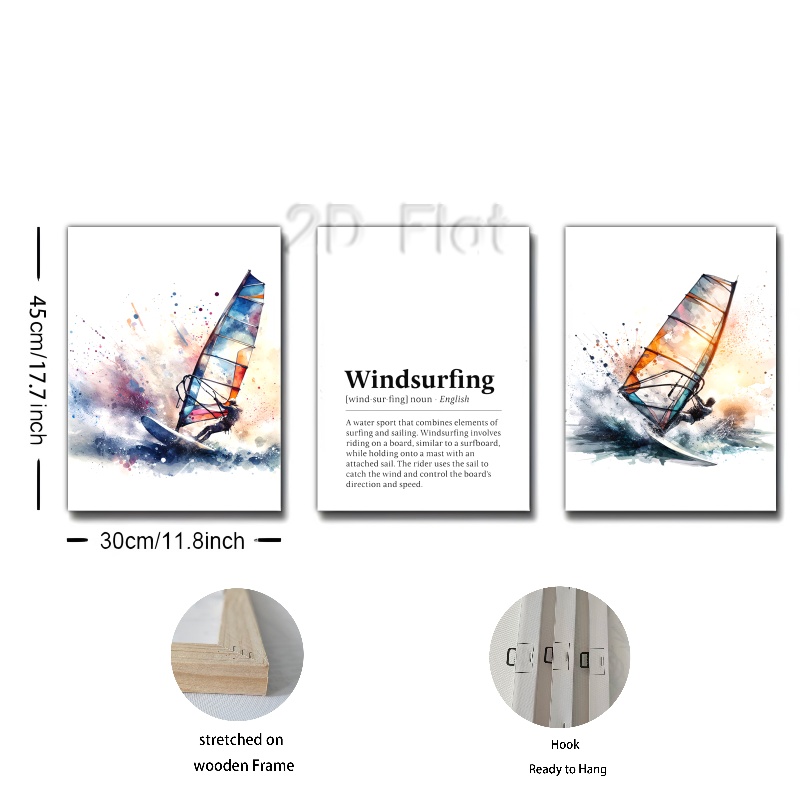 2D Flat
45cm/17.7inch
Windsurfing
[wind·sur·fing] noun · English
A water sport that combines elements of
surfing and sailing. Windsurfing involves
riding on a board, similar to a surfboard,
while holding onto a mast with an
attached sail. The rider uses the sail to
catch the wind and control the board's
direction and speed.
30cm/11.8inch
stretched on
wooden Frame
Hook
Ready to Hang